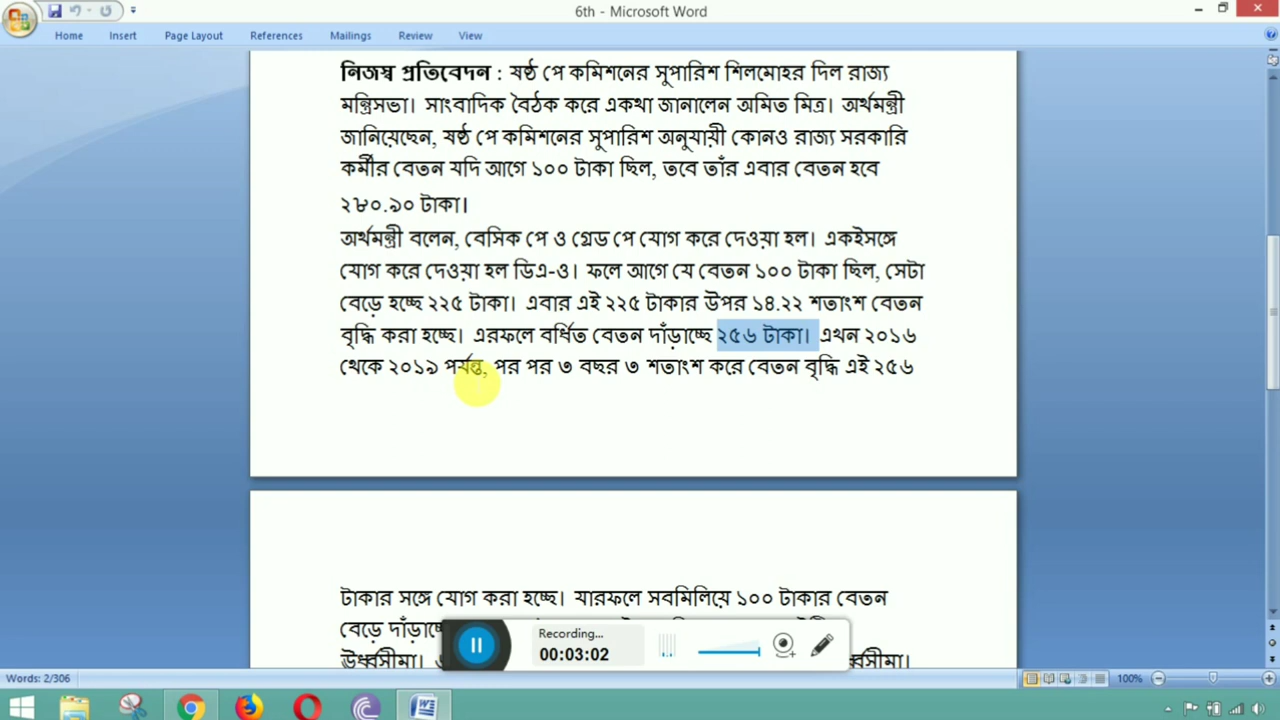 6th - Microsoft Word
Home Insert Page Layout References Mailings Review View
নিজস্ব প্রতিবেদন : ষষ্ঠ পে কমিশনের সুপারিশ শিলমোহর দিল রাজ্য
মন্ত্রিসভা। সাংবাদিক বৈঠক করে একথা জানালেন অমিত মিত্র। অর্থমন্ত্রী
জানিয়েছেন, ষষ্ঠ পে কমিশনের সুপারিশ অনুযায়ী কোনও রাজ্য সরকারি
কর্মীর বেতন যদি আগে ১০০ টাকা ছিল, তবে তাঁর এবার বেতন হবে
২৮০.৯০ টাকা।
অর্থমন্ত্রী বলেন, বেসিক পে ও গ্রেড পে যোগ করে দেওয়া হল। একইসঙ্গে
যোগ করে দেওয়া হল ডিএ-ও। ফলে আগে যে বেতন ১০০ টাকা ছিল, সেটা
বেড়ে হচ্ছে ২২৫ টাকা। এবার এই ২২৫ টাকার উপর ১৪.২২ শতাংশ বেতন
বৃদ্ধি করা হচ্ছে। এরফলে বর্ধিত বেতন দাঁড়াচ্ছে ২৫৬ টাকা। এখন ২০১৬
থেকে ২০১৯ পর্যন্ত, পর পর ৩ বছর ৩ শতাংশ করে বেতন বৃদ্ধি এই ২৫৬
টাকার সঙ্গে যোগ করা হচ্ছে। যারফলে সবমিলিয়ে ১০০ টাকার বেতন
বেড়ে
ঊর্ধ্বসীমা।
Recording...
00:03:02
Words: 2/306 100%